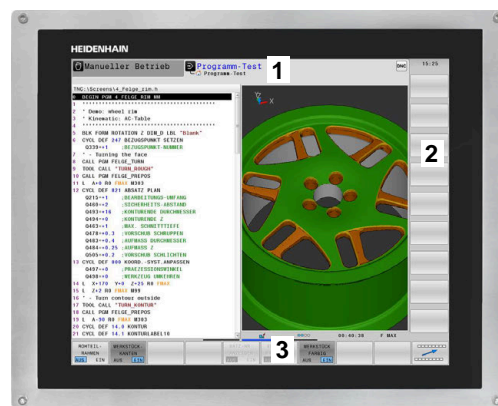 HEIDENHAIN
Manueller Betrieb
Programm-Test
Programm-Test
DNC
15:25
1
2
3
TNC:\Screens\4_Felge_rim.h
0 BEGIN PGM 4_FELGE_RIM MM
1 * ****************************************
2 * Demo: Wheel rim
3 * Kinematic: AC-Table
4 * ****************************************
5 BLK FORM ROTATION Z DIM_D LBL "Blank"
6 CYCL DEF 247 BEZUGSPUNKT SETZEN
Q339=+1 ;BEZUGSPUNKT-NUMMER
7 * - Turning the face
8 CALL PGM FELGE_TURN
9 TOOL CALL "TURN_ROUGH"
10 CALL PGM FELGE_PREPOS
11 L A+0 R0 FMAX M303
12 CYCL DEF 821 ABSATZ PLAN
Q215=+1 ;BEARBEITUNGS-UMFANG
Q460=+2 ;SICHERHEITS-ABSTAND
Q493=+16 ;KONTURENDE DURCHMESSER
Q494=+0 ;KONTURENDE Z
Q463=+1 ;MAX. SCHNITTTIEFE
Q478=+0.3 ;VORSCHUB SCHRUPPEN
Q483=+0.4 ;AUFMASS DURCHMESSER
Q484=+0.25 ;AUFMASS Z
Q505=+0.2 ;VORSCHUB SCHLICHTEN
13 CYCL DEF 800 KOORD.-SYST.ANPASSEN
Q497=+0 ;PRAEZESSIONSWINKEL
Q498=+0 ;WERKZEUG UMKEHREN
14 L X+170 Y+0 Z+25 R0 FMAX
15 L Z+2 R0 FMAX M99
16 * - Turn contour outside
17 TOOL CALL "TURN_KONTUR"
18 CALL PGM FELGE_PREPOS
19 L A-90 R0 FMAX M303
20 CYCL DEF 14.0 KONTUR
21 CYCL DEF 14.1 KONTURLABEL10
Z
X
00:40:28 F MAX
ROHTEIL-
RAHMEN
AUS EIN
WERKSTÜCK-
KANTEN
AUS EIN
WERKSTÜCK
FARBIG
AUS EIN